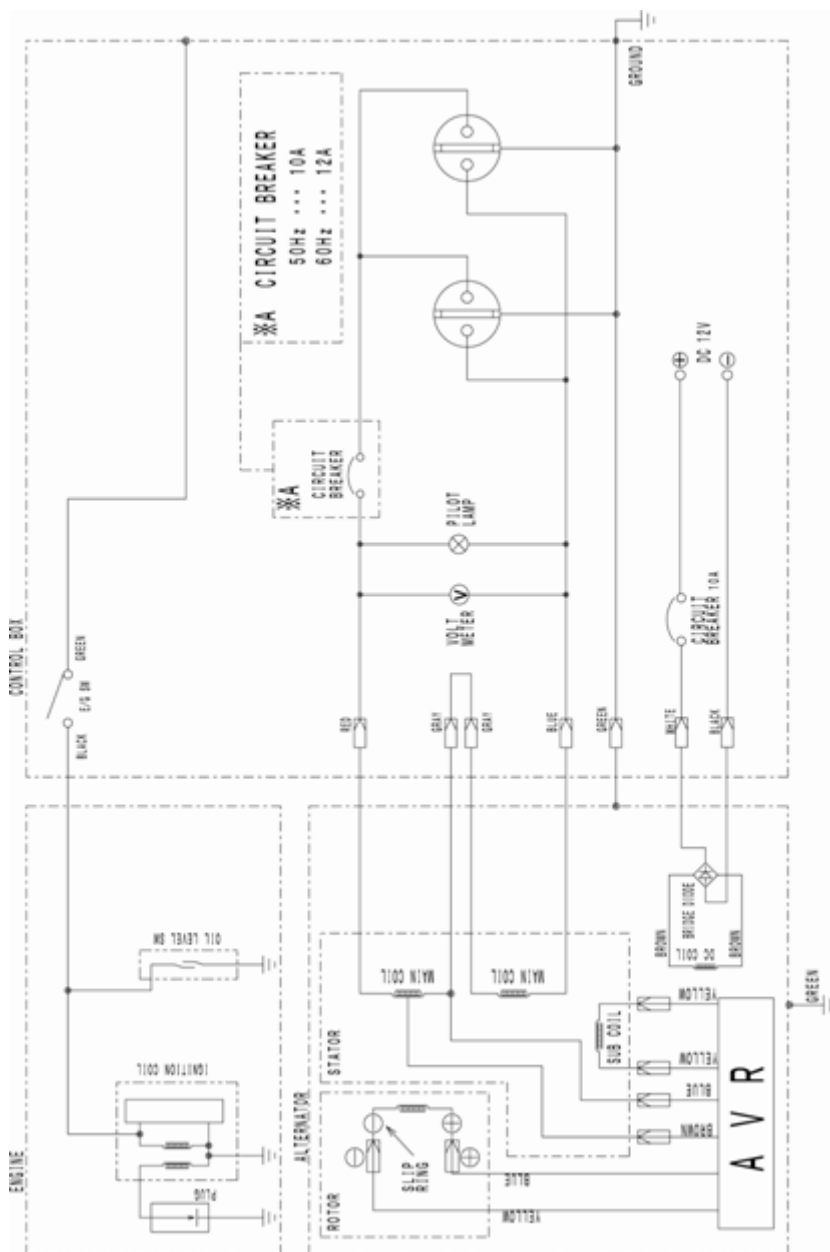 CONTROL BOX
GROUND
※A CIRCUIT BREAKER
50Hz ··· 10A
60Hz ··· 12A
※A
CIRCUIT
BREAKER
PILOT
LAMP
VOLT
METER
V
GREEN
E/G SW
BLACK
RED
GRAY
GRAY
BLUE
GREEN
WHITE
BLACK
CIRCUIT
BREAKER 10A
DC 12V
ENGINE
OIL LEVEL SW
IGNITION COIL
PLUG
ALTERNATOR
STATOR
MAIN COIL
MAIN COIL
SUB COIL
ROTOR
SLIP
RING
BROWN
BRIDGE DIODE
DC COIL
BROWN
YELLOW
YELLOW
BLUE
BROWN
BLUE
YELLOW
AVR
GREEN